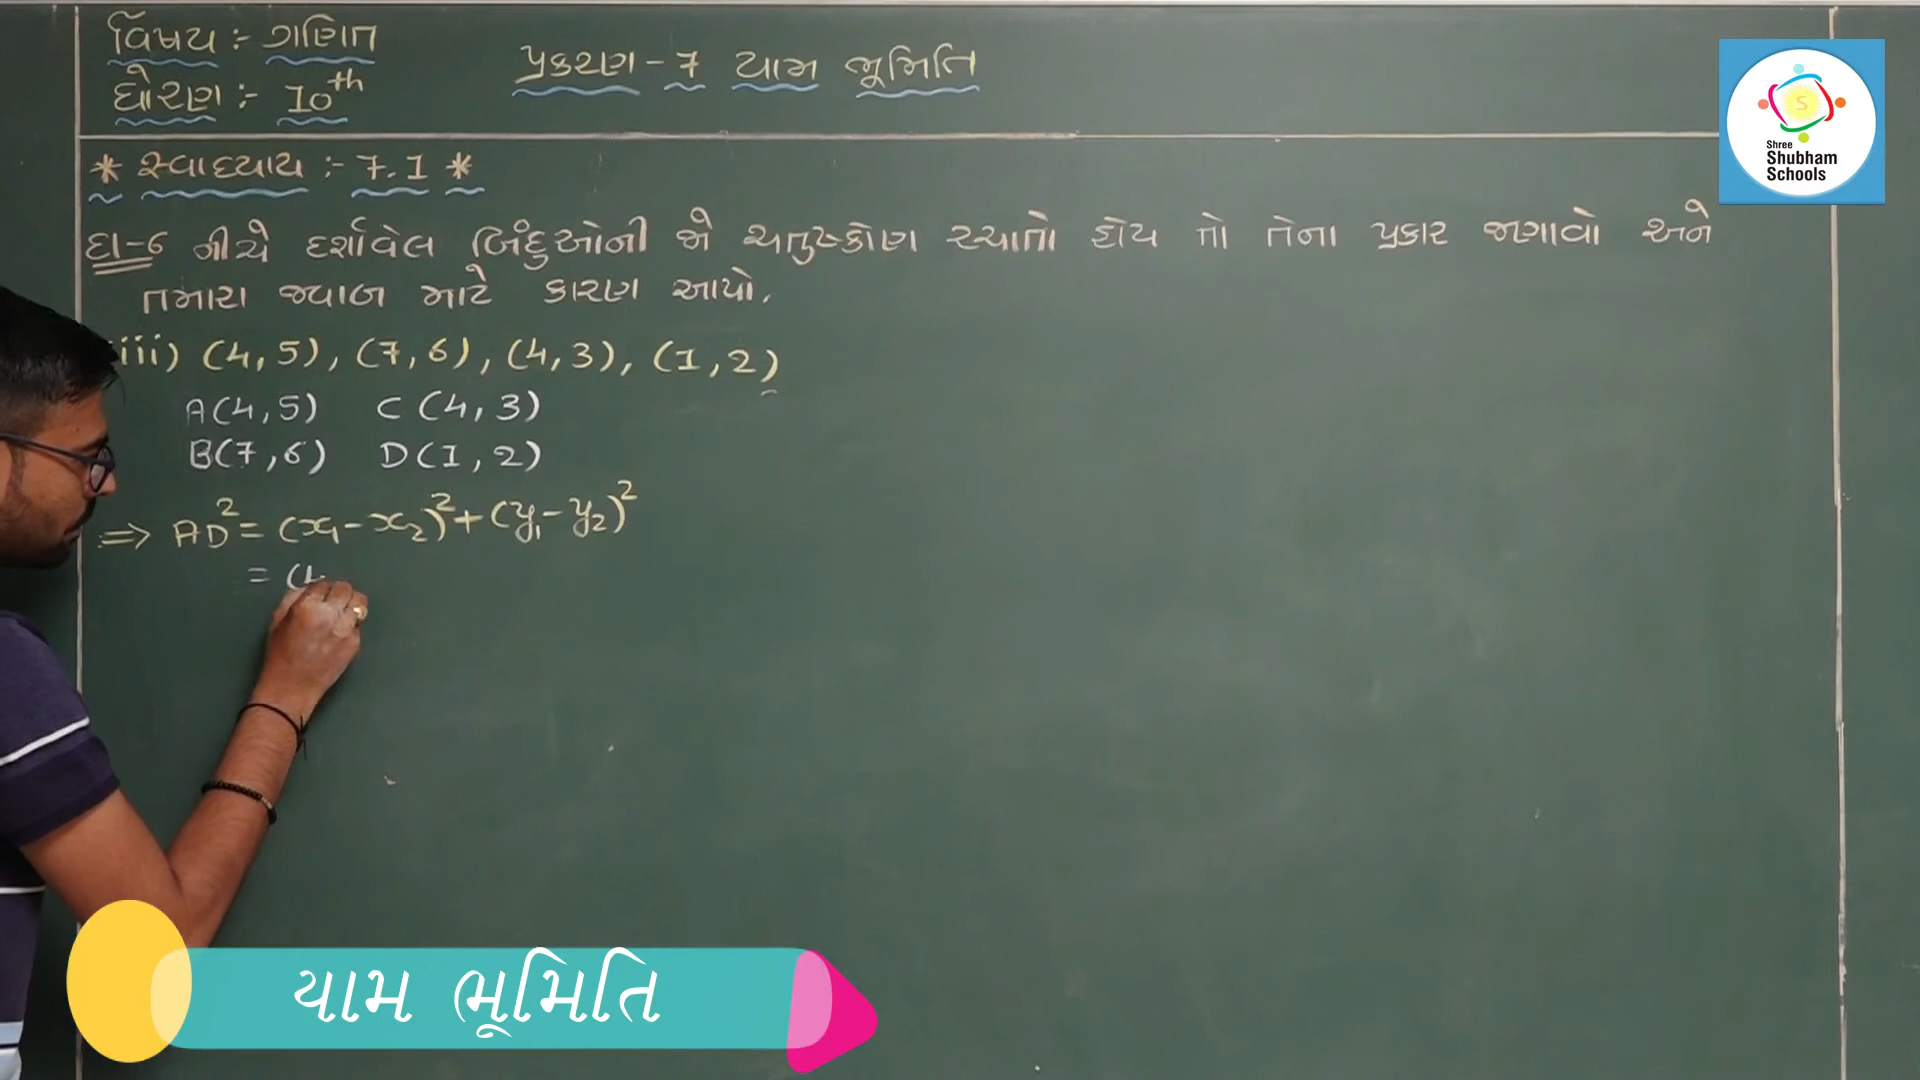 વિષય :- ગણિત
ધોરણ :- 10th
પ્રકરણ - 7 યામ ભૂમિતિ
Shree
Shubham
Schools
* સ્વાધ્યાય :- 7.1 *
દા-6 નીચે દર્શાવેલ બિંદુઓની જો ચતુષ્કોણ રચાતો હોય તો તેના પ્રકાર જણાવો અને
તમારા જવાબ માટે કારણ આપો.
iii) (4,5), (7,6), (4,3), (1,2)
A(4,5) C(4,3)
B(7,6) D(1,2)
⇒ AD² = (x₁-x₂)²+(y₁-y₂)²
= (4
યામ ભૂમિતિ